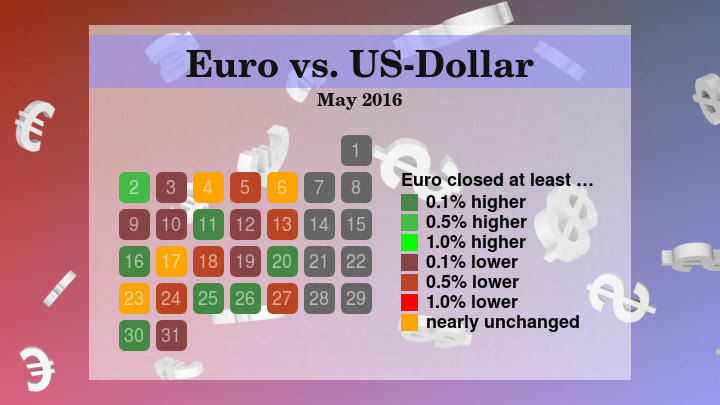 Euro vs. US-Dollar
May 2016
1
2 3 4 5 6 7 8
9 10 11 12 13 14 15
16 17 18 19 20 21 22
23 24 25 26 27 28 29
30 31
Euro closed at least ...
0.1% higher
0.5% higher
1.0% higher
0.1% lower
0.5% lower
1.0% lower
nearly unchanged